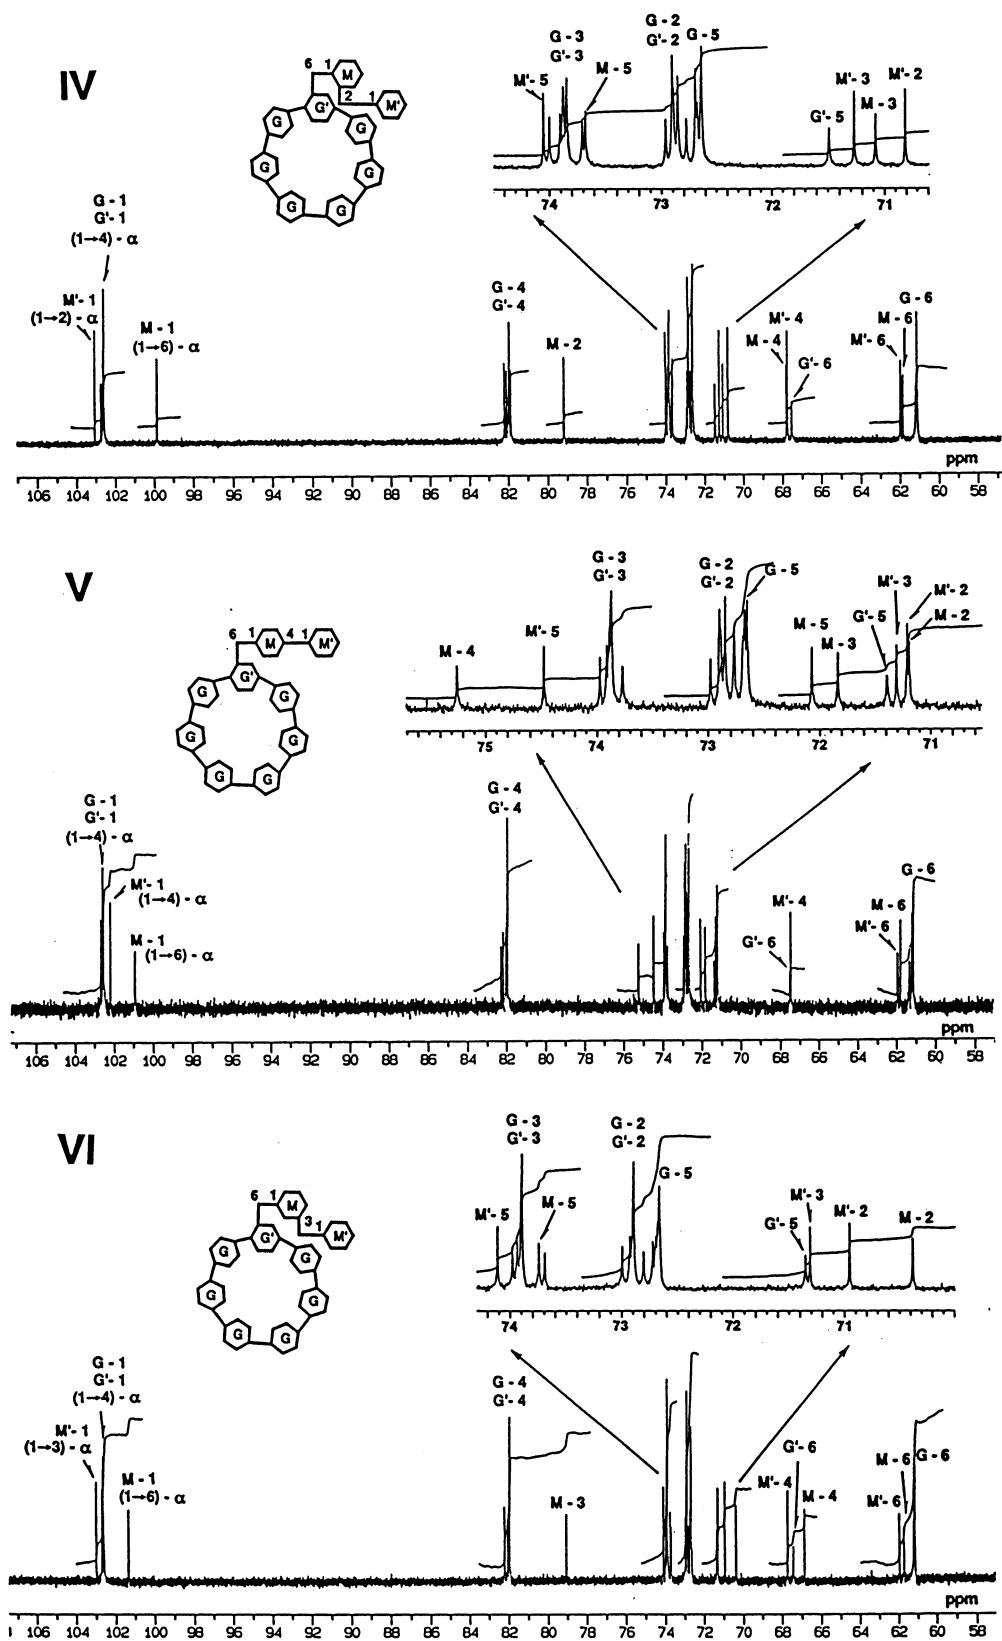 IV
6 1
M
2 1
M'
G'
G G
G G
G G
G - 1
G'- 1
(1→4) - α
M'- 1
(1→2) - α
M - 1
(1→6) - α
G - 4
G'- 4
M - 2
G - 3
G'- 3
M'- 5
M - 5
G - 2
G'- 2
G - 5
G'- 5
M'- 3
M - 3
M'- 2
74 73 72 71
M'- 4
M - 4
G'- 6
G - 6
M - 6
M'- 6
ppm
106 104 102 100 98 96 94 92 90 88 86 84 82 80 78 76 74 72 70 68 66 64 62 60 58
V
6 1 M 4 1 M'
G'
G G
G G
G G
G - 1
G'- 1
(1→4) - α
M'- 1
(1→4) - α
M - 1
(1→6) - α
G - 4
G'- 4
M - 4
M'- 5
G - 3
G'- 3
G - 2
G'- 2
G - 5
M - 5
M - 3
G'- 5
M'- 3
M'- 2
M - 2
75 74 73 72 71
G'- 6
M'- 4
M'- 6
M - 6
G - 6
ppm
106 104 102 100 98 96 94 92 90 88 86 84 82 80 78 76 74 72 70 68 66 64 62 60 58
VI
6 1
M
3 1
M'
G'
G G
G G
G G
G - 1
G'- 1
(1→4) - α
M'- 1
(1→3) - α
M - 1
(1→6) - α
G - 4
G'- 4
M - 3
G - 3
G'- 3
M'- 5
M - 5
G - 2
G'- 2
G - 5
G'- 5
M'- 3
M'- 2
M - 2
74 73 72 71
G'- 6
M'- 4
M - 4
M'- 6
M - 6
G - 6
ppm
106 104 102 100 98 96 94 92 90 88 86 84 82 80 78 76 74 72 70 68 66 64 62 60 58